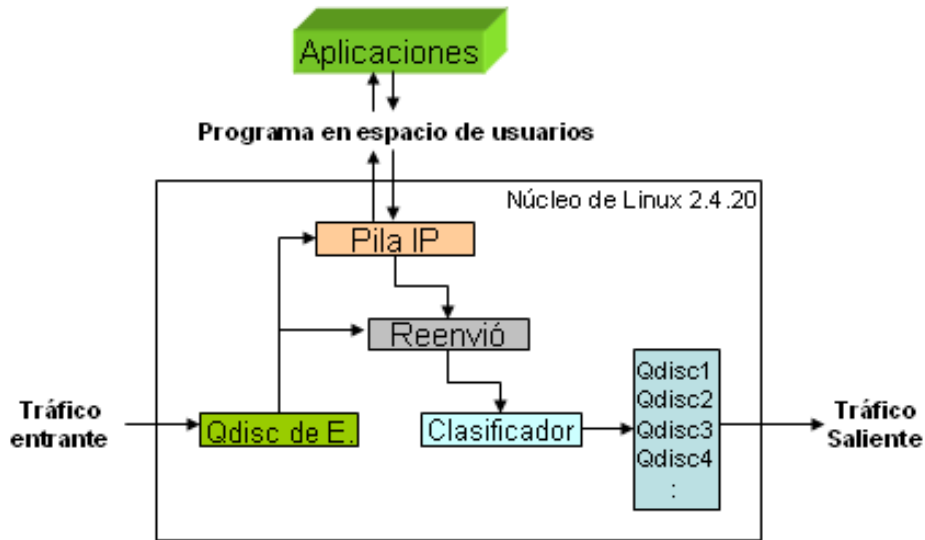 Aplicaciones
Programa en espacio de usuarios
Núcleo de Linux 2.4.20
Pila IP
Reenvió
Tráfico
entrante
Qdisc de E.
Clasificador
Qdisc1
Qdisc2
Qdisc3
Qdisc4
:
Tráfico
Saliente